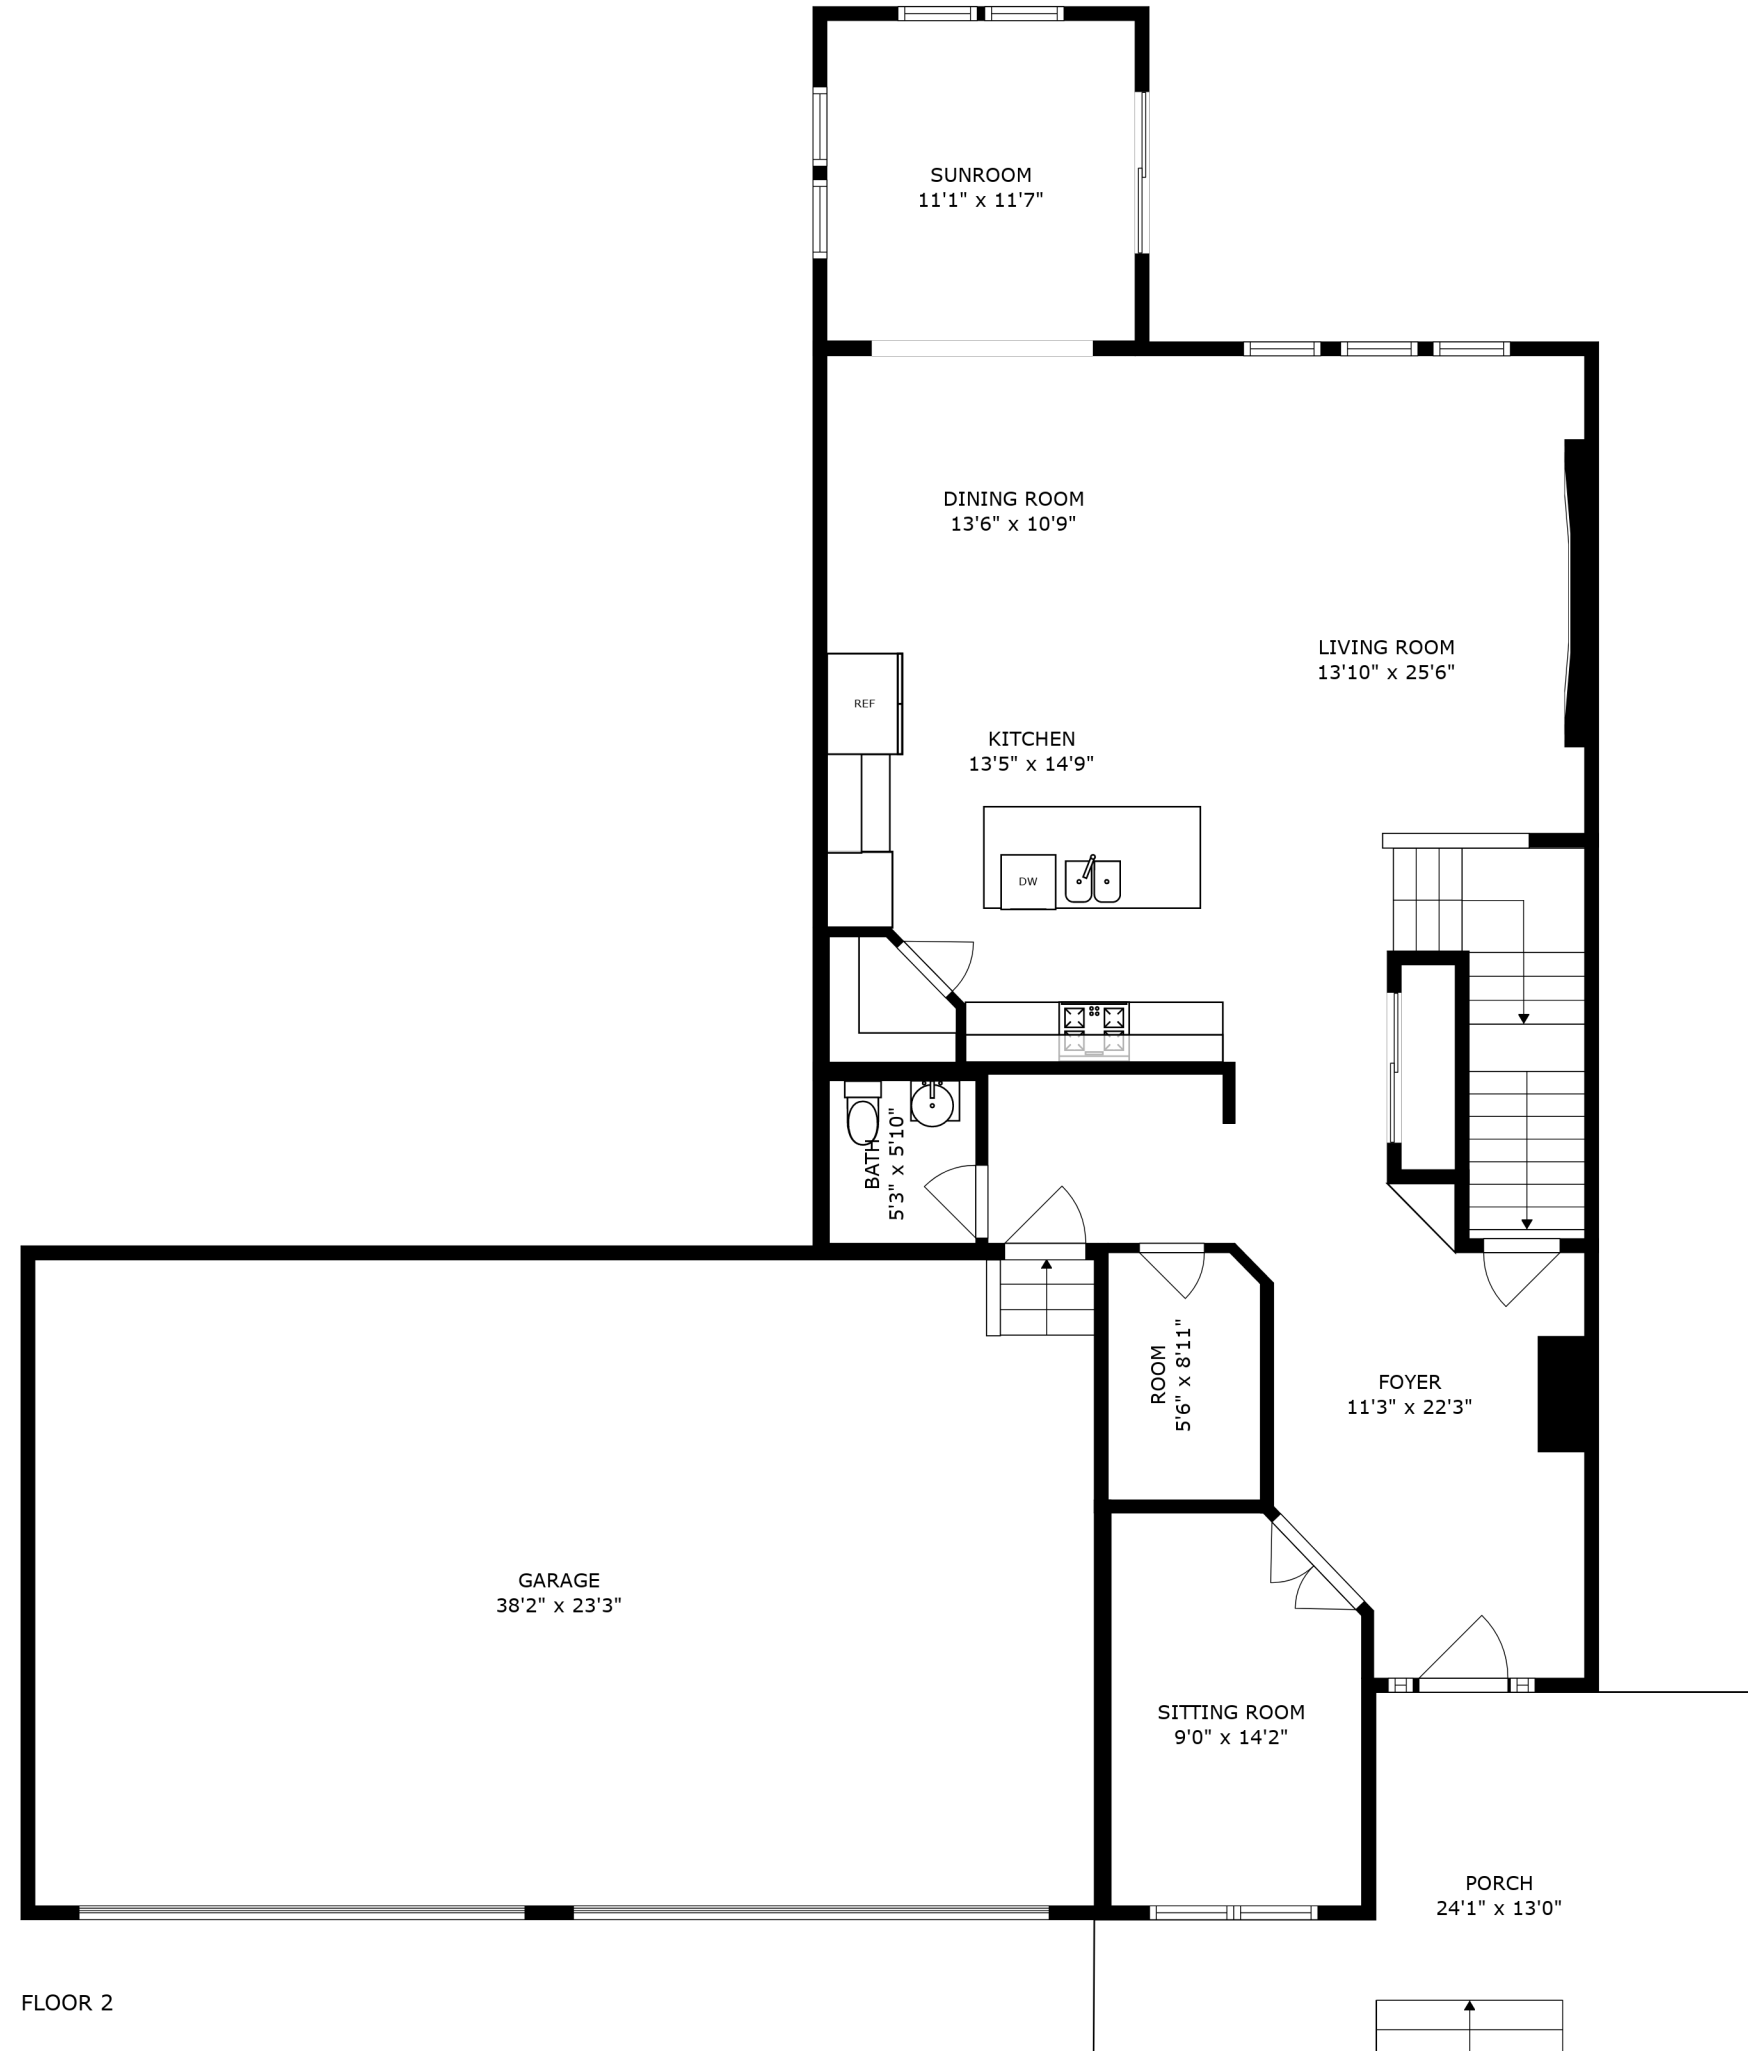 SUNROOM
11'1" x 11'7"
DINING ROOM
13'6" x 10'9"
LIVING ROOM
13'10" x 25'6"
REF
KITCHEN
13'5" x 14'9"
DW
BATH
5'3" x 5'10"
ROOM
5'6" x 8'11"
FOYER
11'3" x 22'3"
GARAGE
38'2" x 23'3"
SITTING ROOM
9'0" x 14'2"
PORCH
24'1" x 13'0"
FLOOR 2